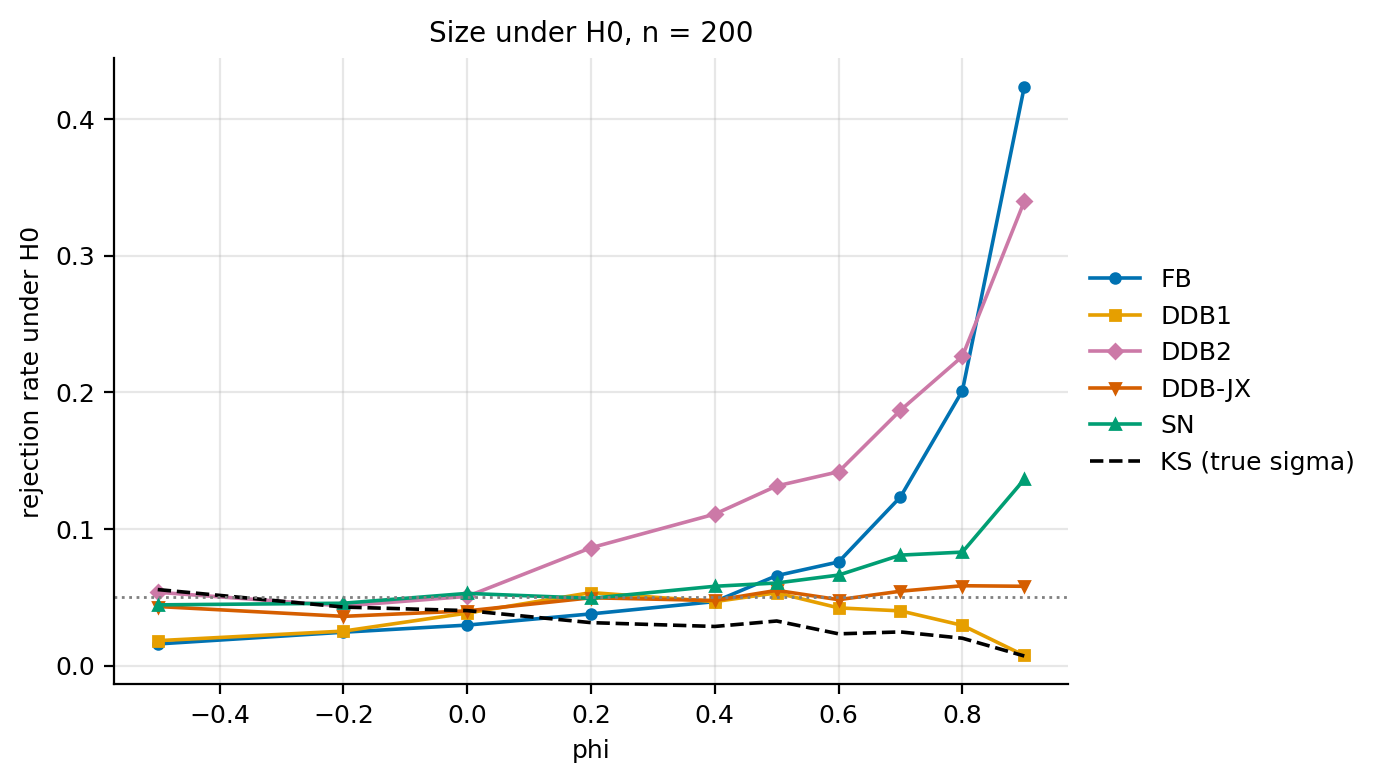 Size under H0, n = 200
rejection rate under H0
0.4
0.3
0.2
0.1
0.0
−0.4 −0.2 0.0 0.2 0.4 0.6 0.8
phi
FB
DDB1
DDB2
DDB-JX
SN
KS (true sigma)